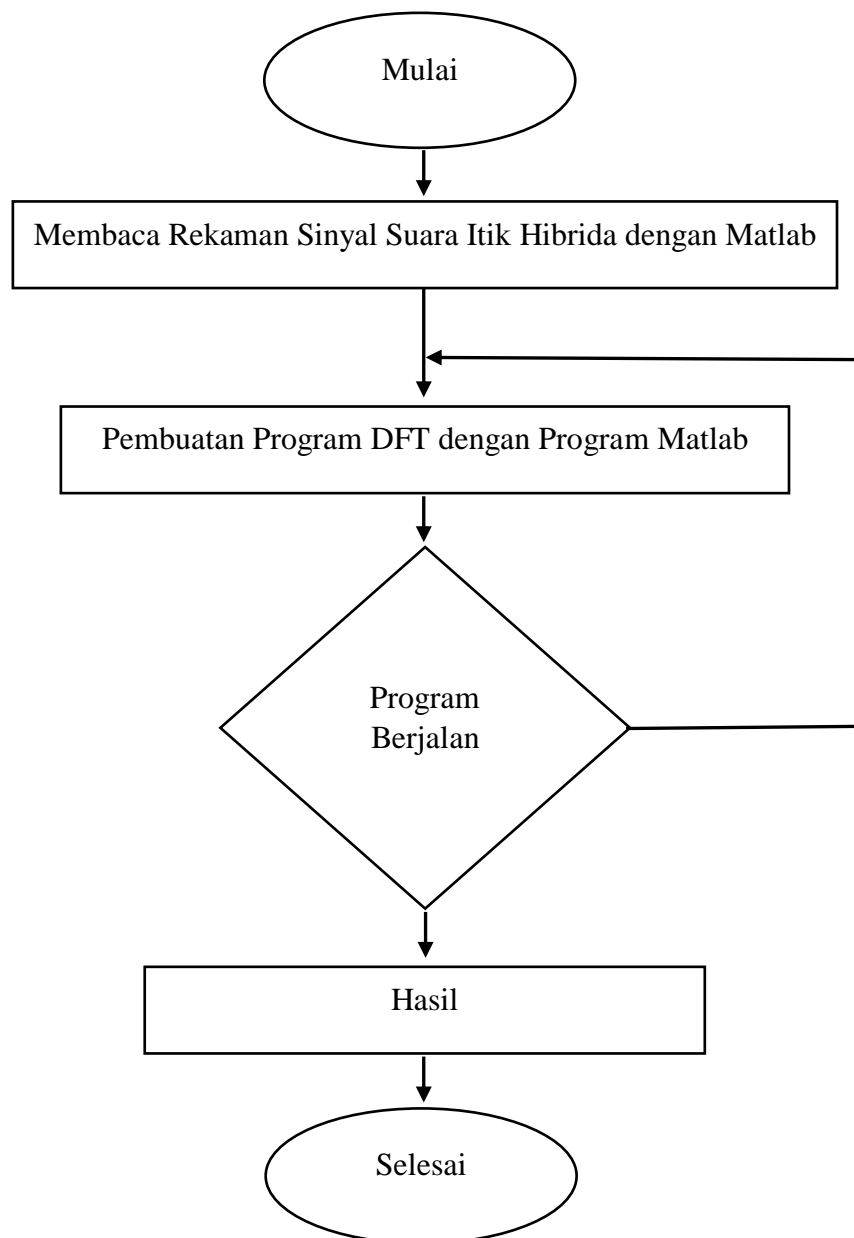 Mulai
Membaca Rekaman Sinyal Suara Itik Hibrida dengan Matlab
Pembuatan Program DFT dengan Program Matlab
Program
Berjalan
Hasil
Selesai